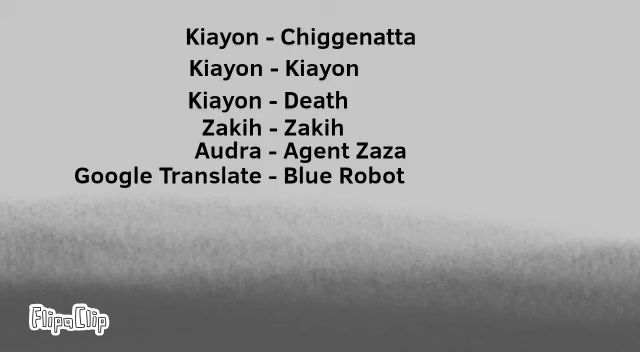 Kiayon - Chiggenatta
Kiayon - Kiayon
Kiayon - Death
Zakih - Zakih
Audra - Agent Zaza
Google Translate - Blue Robot
FlipaClip